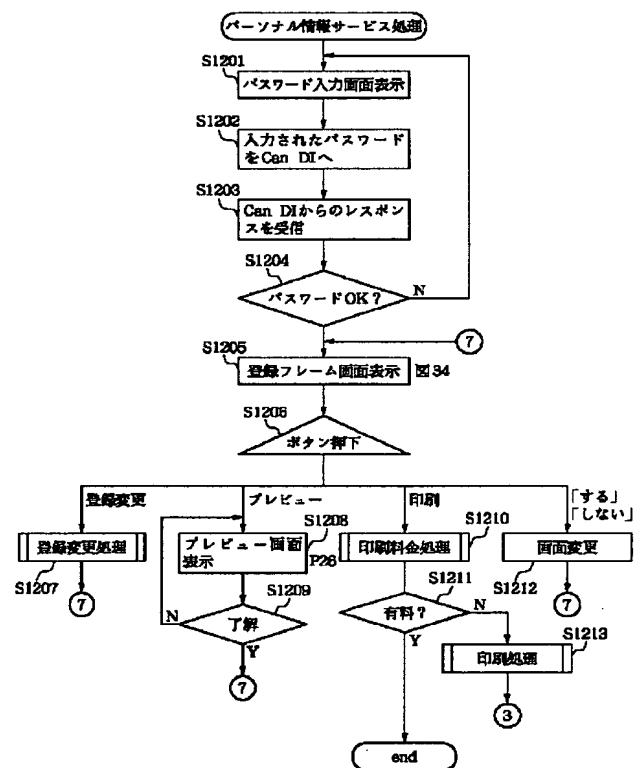 パーソナル情報サービス処理
S1201
パスワード入力画面表示
S1202
入力されたパスワード
をCan DIへ
S1203
Can DIからのレスポン
スを受信
S1204
パスワードOK?
N
7
S1205
登録フレーム画面表示
図34
S1206
ボタン押下
登録変更
プレビュー
印刷
「する」
「しない」
登録変更処理
S1207
7
S1208
プレビュー画面
表示
P26
S1209
了解
N
Y
7
S1210
印刷料金処理
S1211
有料?
N
Y
画面変更
S1212
7
S1213
印刷処理
3
end